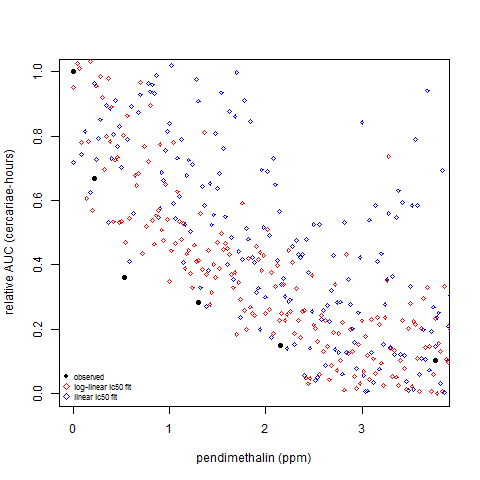 relative AUC (cercariae-hours)
1.0
0.8
0.6
0.4
0.2
0.0
observed
log-linear lc50 fit
linear lc50 fit
0 1 2 3
pendimethalin (ppm)